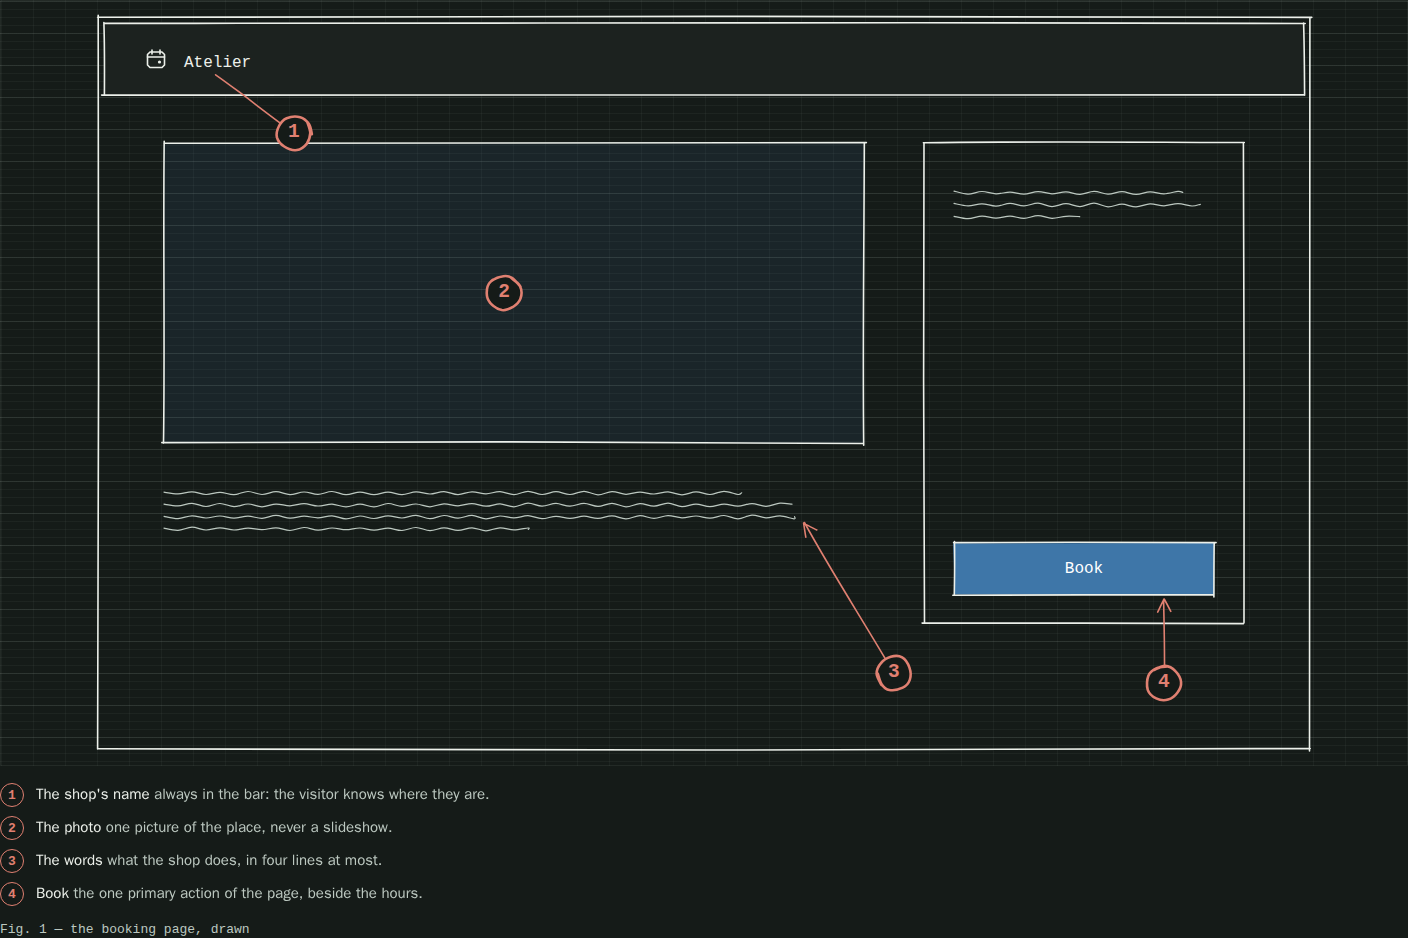 Atelier
1
2
Book
3
4
1 The shop's name always in the bar: the visitor knows where they are.
2 The photo one picture of the place, never a slideshow.
3 The words what the shop does, in four lines at most.
4 Book the one primary action of the page, beside the hours.
Fig. 1 — the booking page, drawn